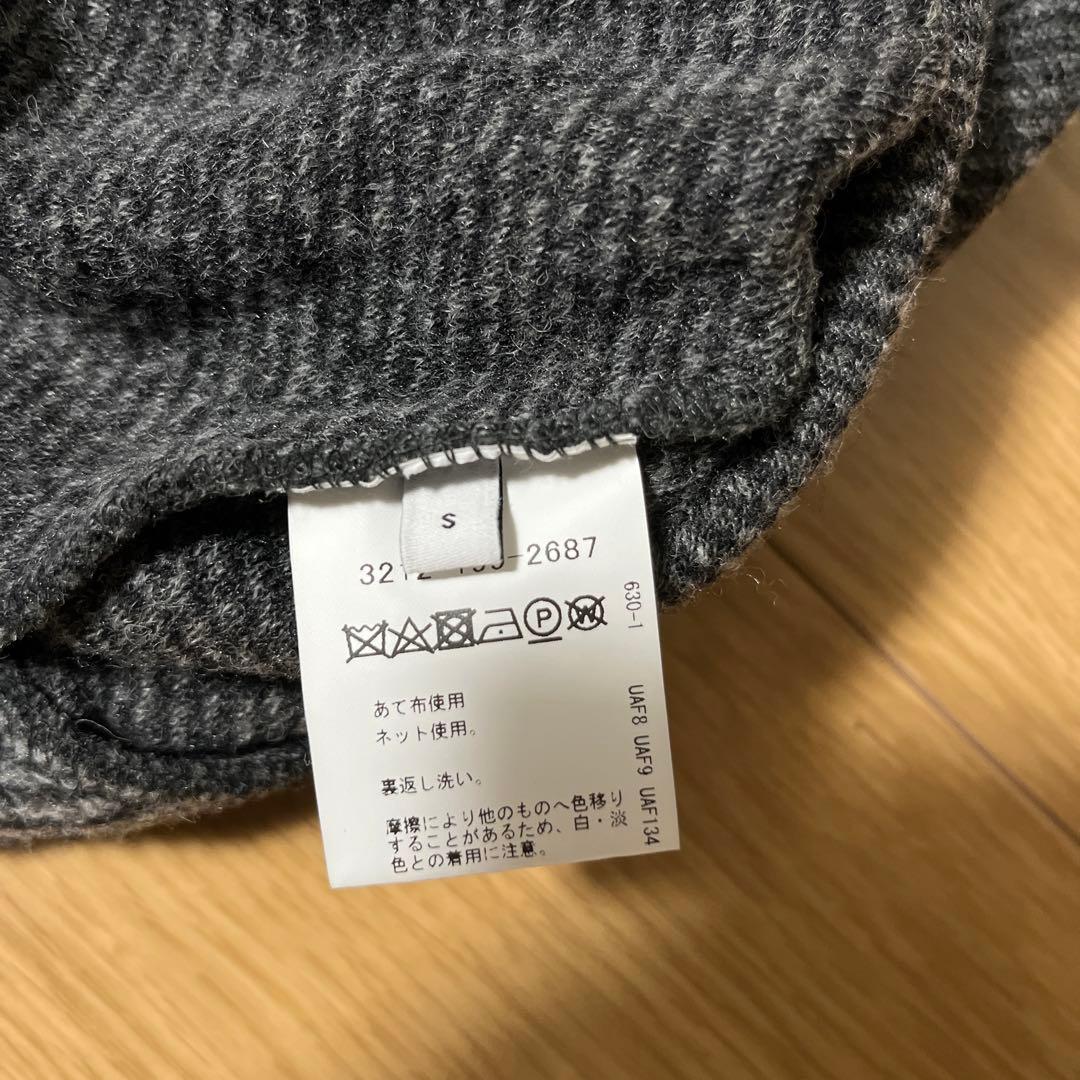 S
3212
-2687
P
W
あて布使用
ネット使用。
裏返し洗い。
摩擦により他のものへ色移り
することがあるため、白・淡
色との着用に注意。
630-1
UAF8 UAF9 UAF134